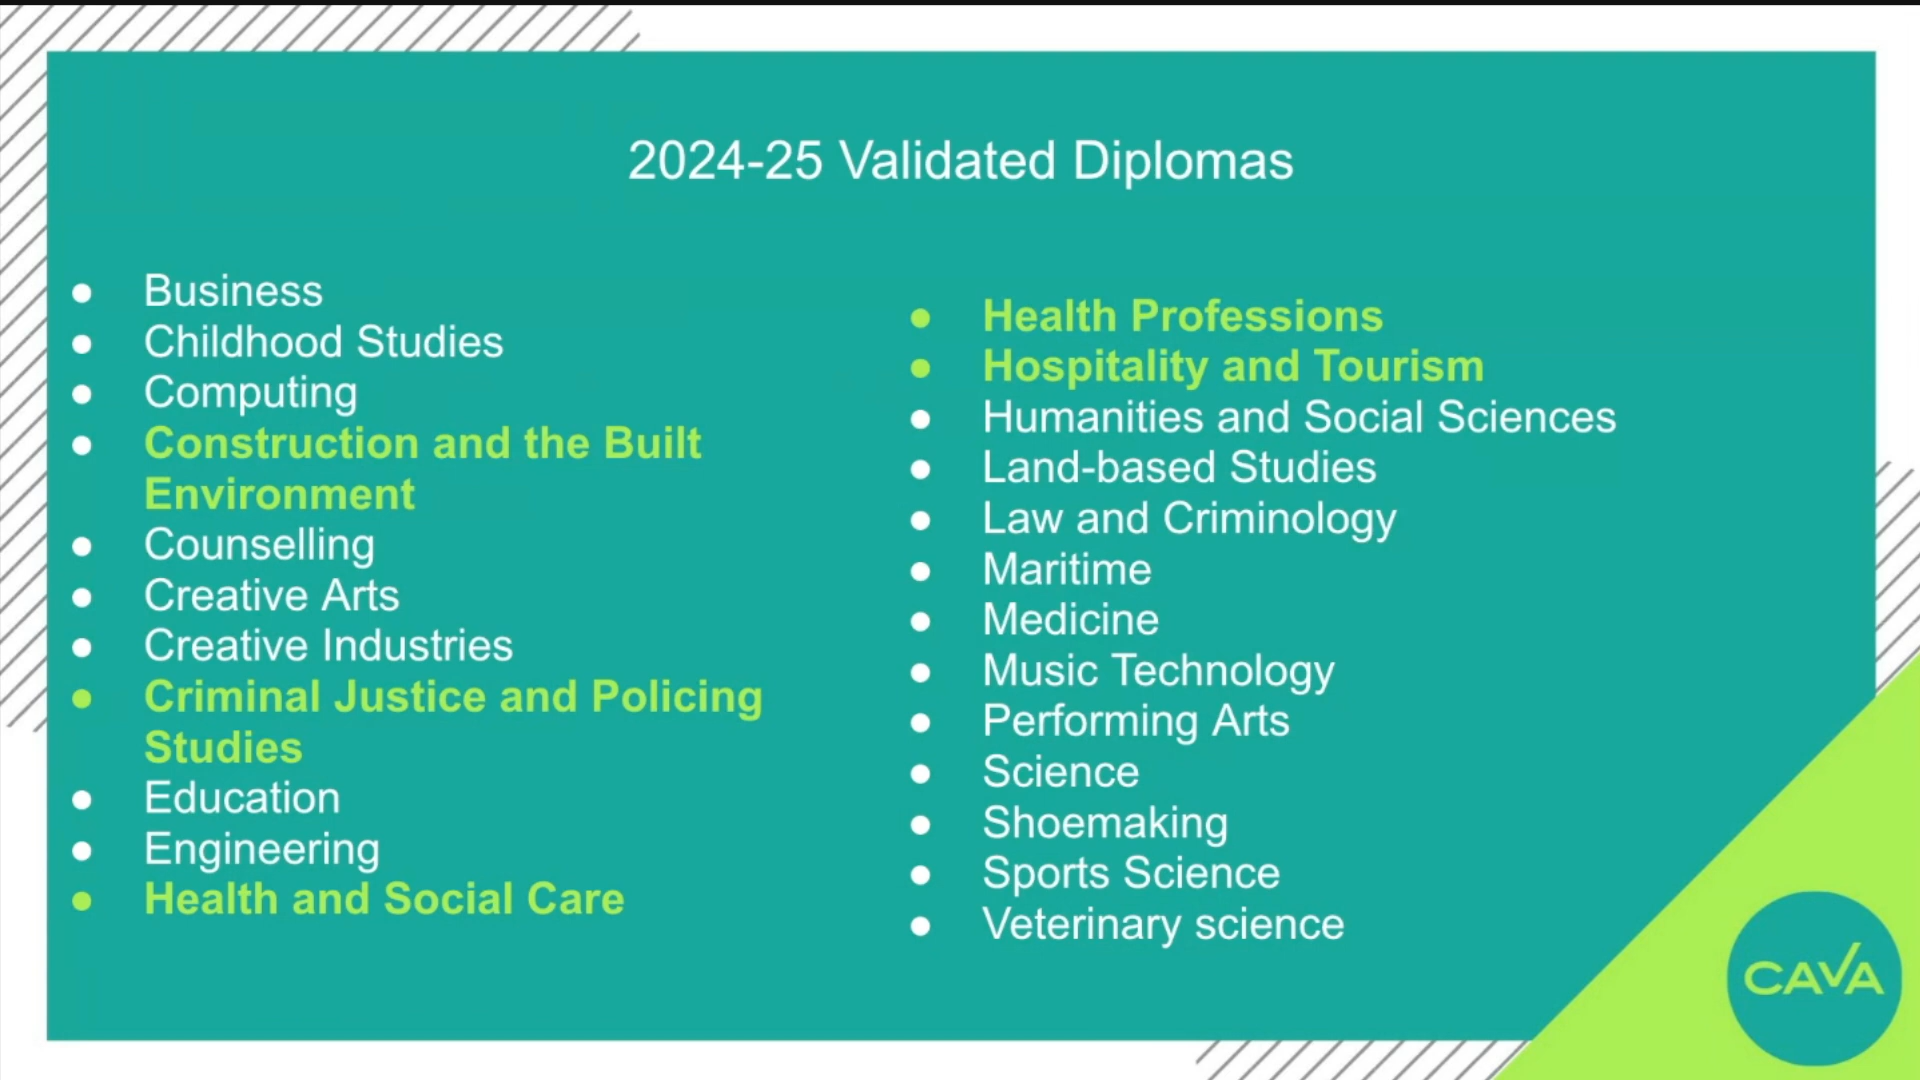 2024-25 Validated Diplomas
● Business
● Childhood Studies
● Computing
● Construction and the Built
Environment
● Counselling
● Creative Arts
● Creative Industries
● Criminal Justice and Policing
Studies
● Education
● Engineering
● Health and Social Care
● Health Professions
● Hospitality and Tourism
● Humanities and Social Sciences
● Land-based Studies
● Law and Criminology
● Maritime
● Medicine
● Music Technology
● Performing Arts
● Science
● Shoemaking
● Sports Science
● Veterinary science
CAVA